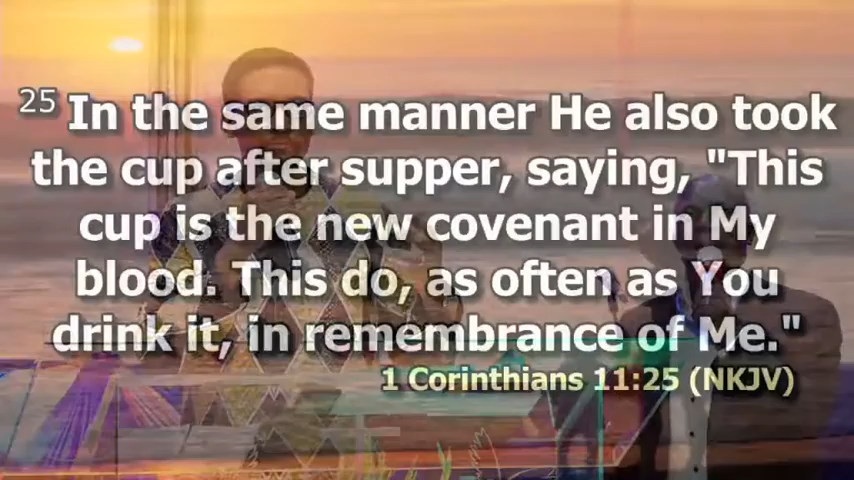 25 In the same manner He also took
the cup after supper, saying, "This
cup is the new covenant in My
blood. This do, as often as You
drink it, in remembrance of Me."
1 Corinthians 11:25 (NKJV)